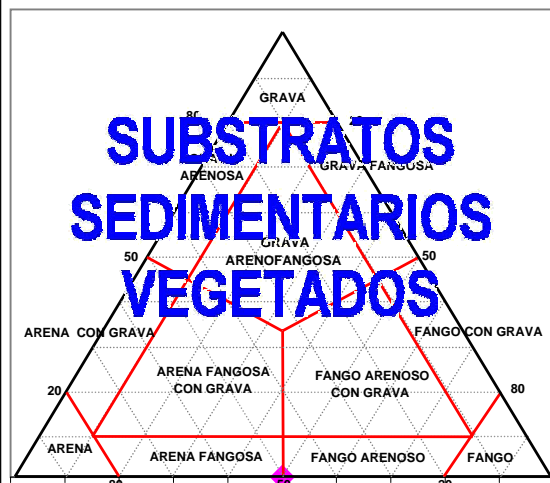 GRAVA
80
SUBSTRATOS
ARENOSA
GRAVA FANGOSA
SEDIMENTARIOS
GRAVA
ARENOFANGOSA
50
50
VEGETADOS
ARENA CON GRAVA
FANGO CON GRAVA
ARENA FANGOSA
CON GRAVA
FANGO ARENOSO
CON GRAVA
20
80
ARENA
ARENA FANGOSA
FANGO ARENOSO
FANGO